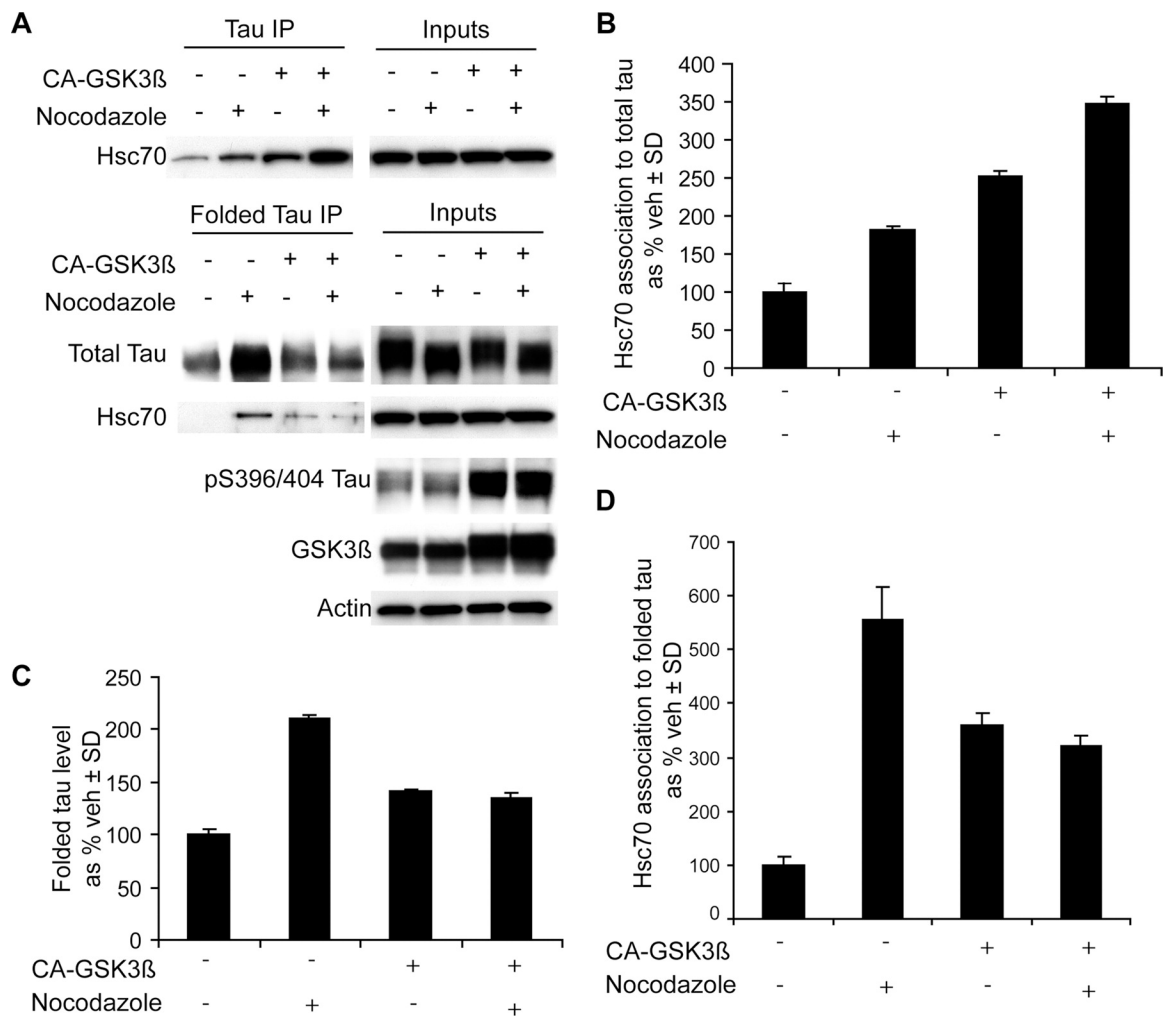 A
Tau IP Inputs
CA-GSK3ß - - + + - - + +
Nocodazole - + - + - + - +
Hsc70
Folded Tau IP Inputs
CA-GSK3ß - - + + - - + +
Nocodazole - + - + - + - +
Total Tau
Hsc70
pS396/404 Tau
GSK3ß
Actin
B
Hsc70 association to total tau
as % veh ± SD
400
350
300
250
200
150
100
50
0
CA-GSK3ß - - + +
Nocodazole - + - +
C
Folded tau level
as % veh ± SD
250
200
150
100
50
0
CA-GSK3ß - - + +
Nocodazole - + - +
D
Hsc70 association to folded tau
as % veh ± SD
700
600
500
400
300
200
100
0
CA-GSK3ß - - + +
Nocodazole - + - +